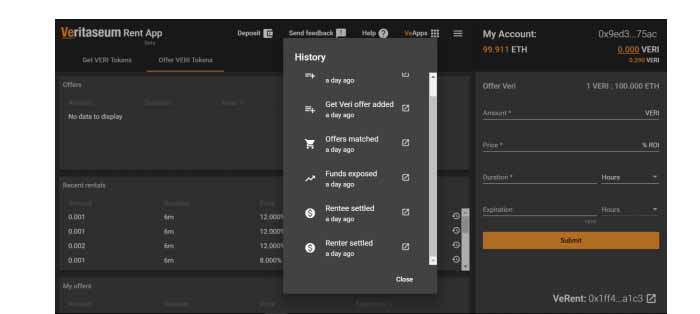 Veritaseum Rent App
Beta
Deposit
Send feedback
Help
VeApps
My Account:
0x9ed3...75ac
99.911 ETH
0.000 VERI
0.200 VERI
Get VERI Tokens
Offer VERI Tokens
History
a day ago
Get Veri offer added
a day ago
Offers matched
a day ago
Funds exposed
a day ago
Rentee settled
a day ago
Renter settled
a day ago
Close
Offers
Amount
Duration
No data to display
Recent rentals
Amount
Duration
Price
0.001 6m 12.000%
0.001 6m 12.000%
0.002 6m 12.000%
0.001 6m 8.000%
My offers
Amount
Duration
Price
Offer Veri
1 VERI : 100.000 ETH
Amount *
VERI
Price *
% ROI
Duration *
Hours
Expiration
Hours
Submit
VeRent: 0x1ff4...a1c3